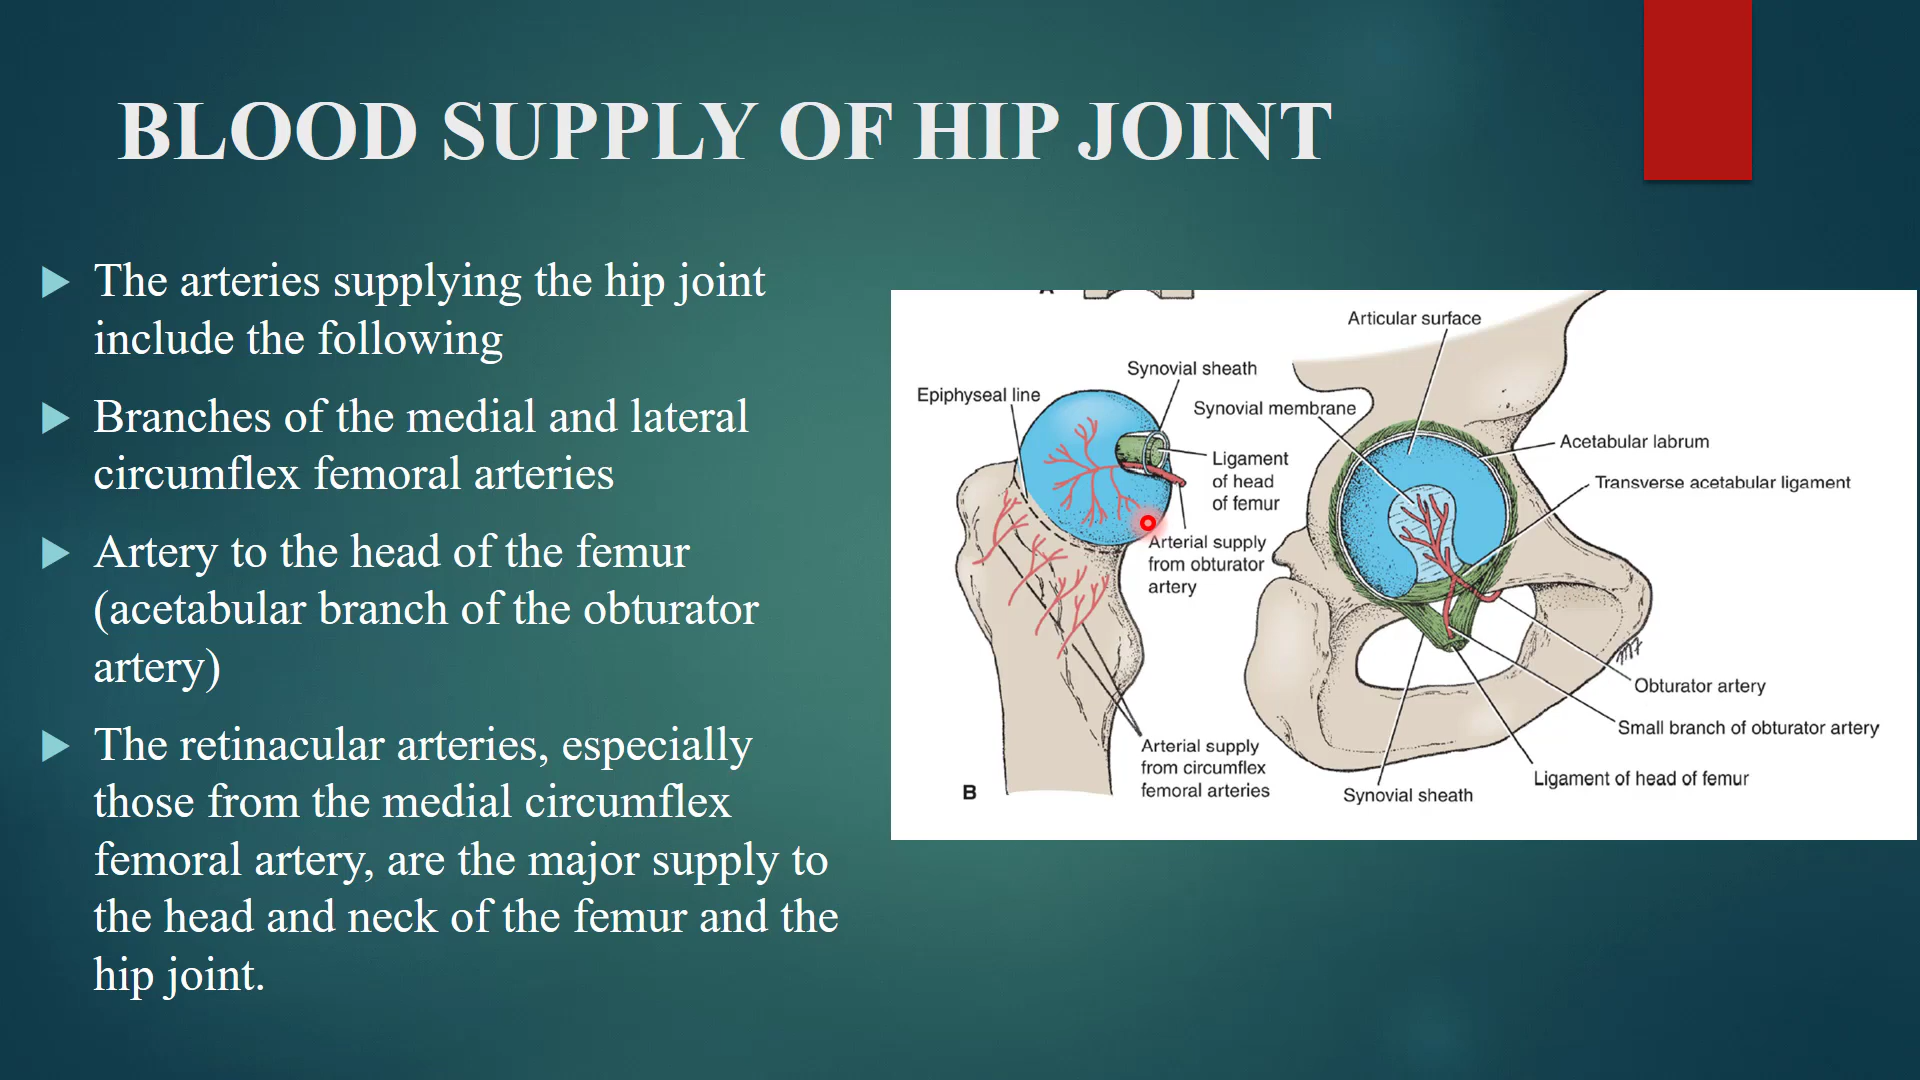 BLOOD SUPPLY OF HIP JOINT
The arteries supplying the hip joint
include the following
Branches of the medial and lateral
circumflex femoral arteries
Artery to the head of the femur
(acetabular branch of the obturator
artery)
The retinacular arteries, especially
those from the medial circumflex
femoral artery, are the major supply to
the head and neck of the femur and the
hip joint.
Articular surface
Synovial sheath
Epiphyseal line
Synovial membrane
Acetabular labrum
Ligament
of head
of femur
Transverse acetabular ligament
Arterial supply
from obturator
artery
Obturator artery
Small branch of obturator artery
Arterial supply
from circumflex
femoral arteries
Ligament of head of femur
B
Synovial sheath